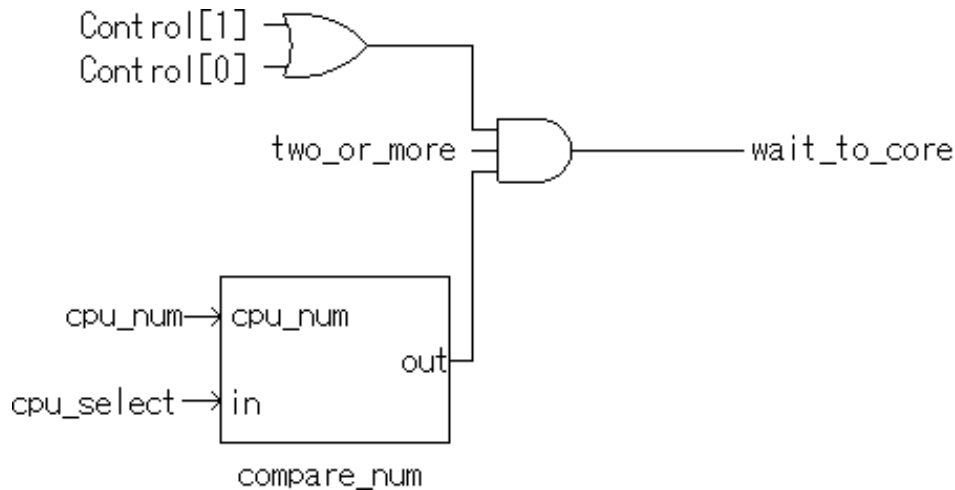 Control[1]
Control[0]
two_or_more
wait_to_core
cpu_num
cpu_num
out
cpu_select
in
compare_num